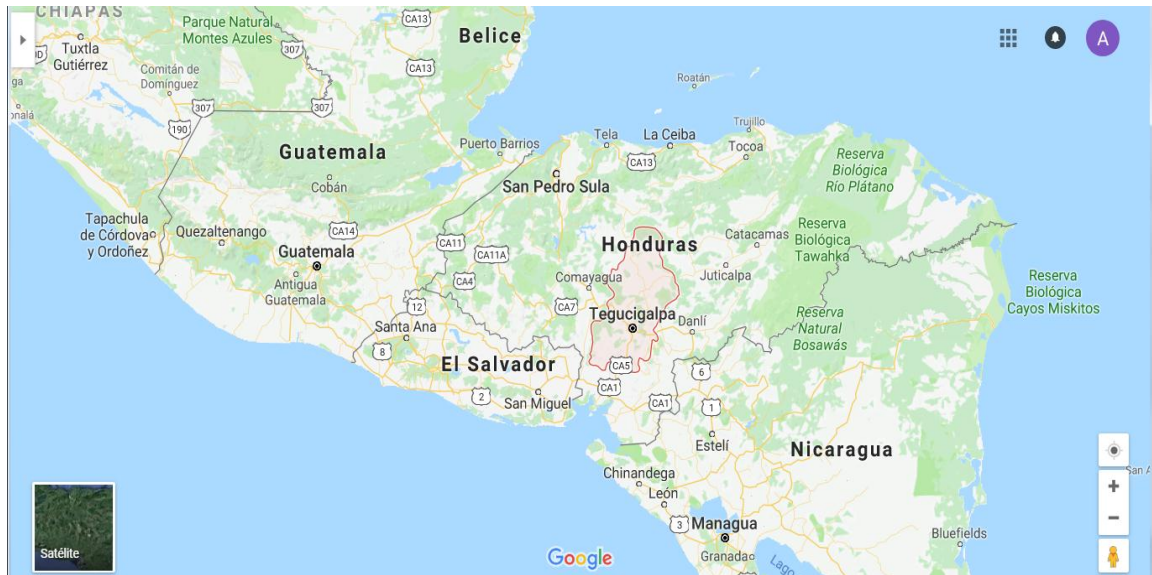 CHIAPAS
Parque Natural
Montes Azules
CA13
Belice
A
Tuxtla
Gutiérrez
307
Comitán de
Domínguez
CA13
Roatán
307
307
190
Trujillo
Puerto Barrios
Tela
La Ceiba
Tocoa
Guatemala
CA13
Reserva
Biológica
Río Plátano
Cobán
San Pedro Sula
Tapachula
de Córdova
y Ordoñez
Quezaltenango
CA14
Guatemala
CA11
CA11A
Honduras
Catacamas
Reserva
Biológica
Tawahka
Antigua
Guatemala
CA4
Comayagua
Juticalpa
Reserva
Biológica
Cayos Miskitos
12
CA7
Tegucigalpa
Danlí
Reserva
Natural
Bosawás
Santa Ana
8
El Salvador
CA5
6
2
San Miguel
CA1
CA1
1
Estelí
Nicaragua
Chinandega
León
San A
3
Managua
Bluefields
Satélite
Google
Granada
Lago